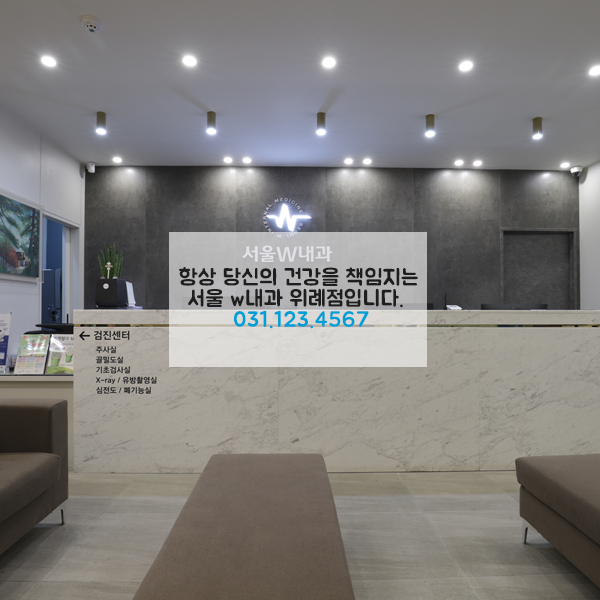 INTERNAL MEDICINE
W
서울W내과
항상 당신의 건강을 책임지는
서울 w내과 위례점입니다.
031.123.4567
← 검진센터
주사실
골밀도실
기초검사실
X-ray / 유방촬영실
심전도 / 폐기능실